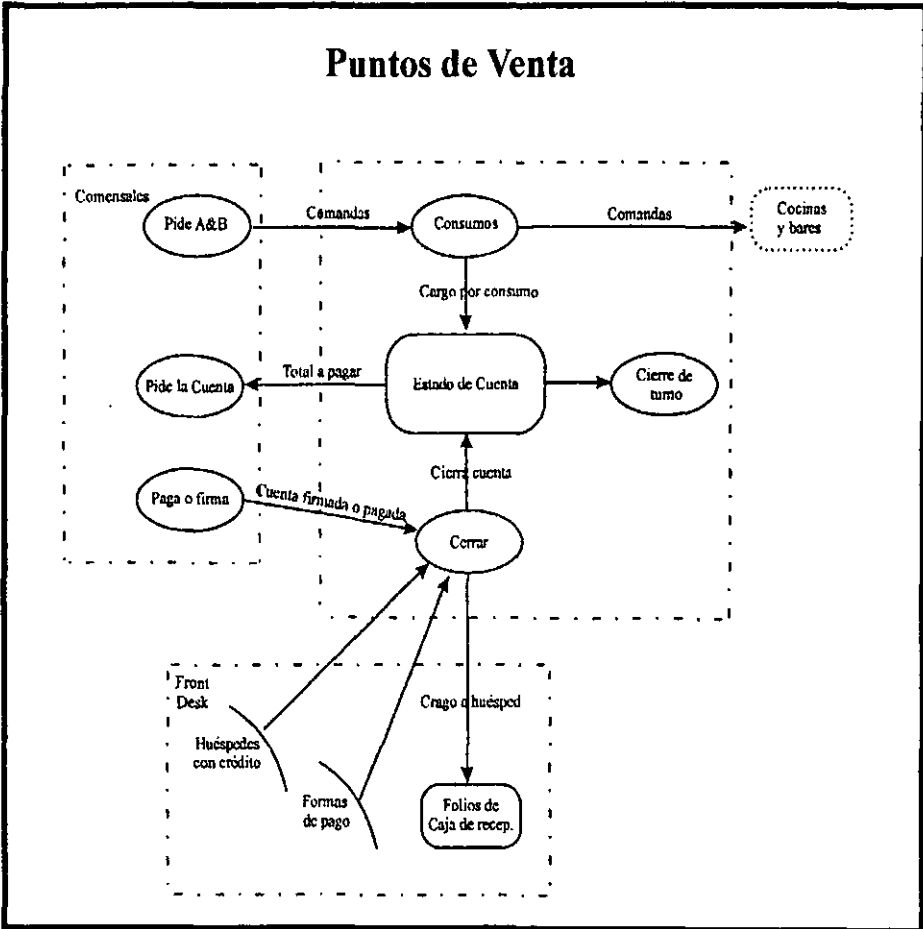 Puntos de Venta
Comensales
Pide A&B
Comandas
Consumos
Comandas
Cocinas
y bares
Cargo por consumo
Pide la Cuenta
Total a pagar
Estado de Cuenta
Cierre de
turno
Cierra cuenta
Paga o firma
Cuenta firmada o pagada
Cerrar
Front
Desk
Huéspedes
con crédito
Crago a huésped
Formas
de pago
Folios de
Caja de recep.